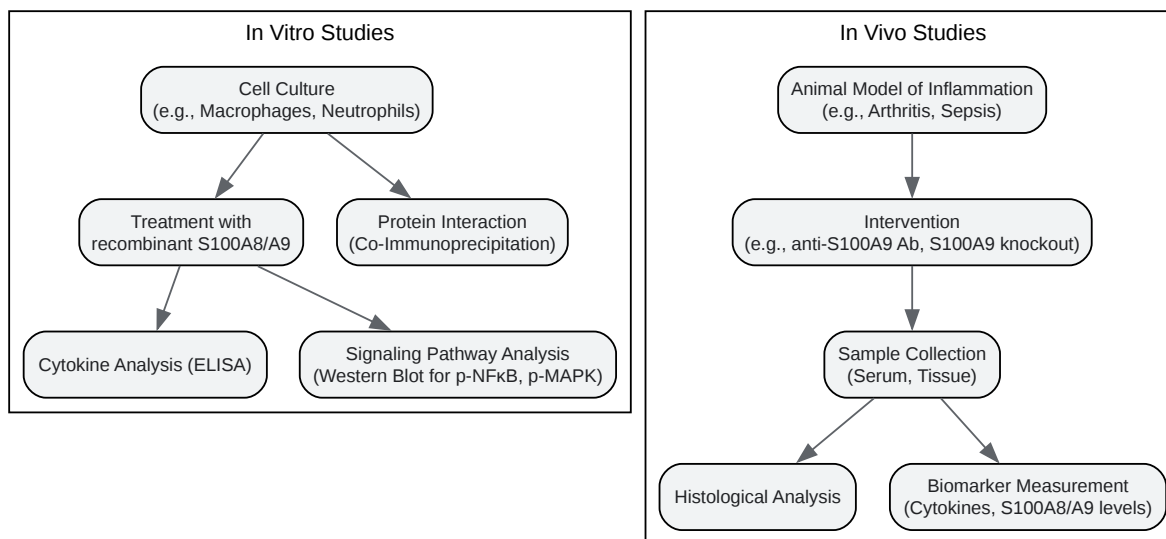 In Vitro Studies
Cell Culture
(e.g., Macrophages, Neutrophils)
Treatment with
recombinant S100A8/A9
Protein Interaction
(Co-Immunoprecipitation)
Cytokine Analysis (ELISA)
Signaling Pathway Analysis
(Western Blot for p-NFκB, p-MAPK)
In Vivo Studies
Animal Model of Inflammation
(e.g., Arthritis, Sepsis)
Intervention
(e.g., anti-S100A9 Ab, S100A9 knockout)
Sample Collection
(Serum, Tissue)
Histological Analysis
Biomarker Measurement
(Cytokines, S100A8/A9 levels)